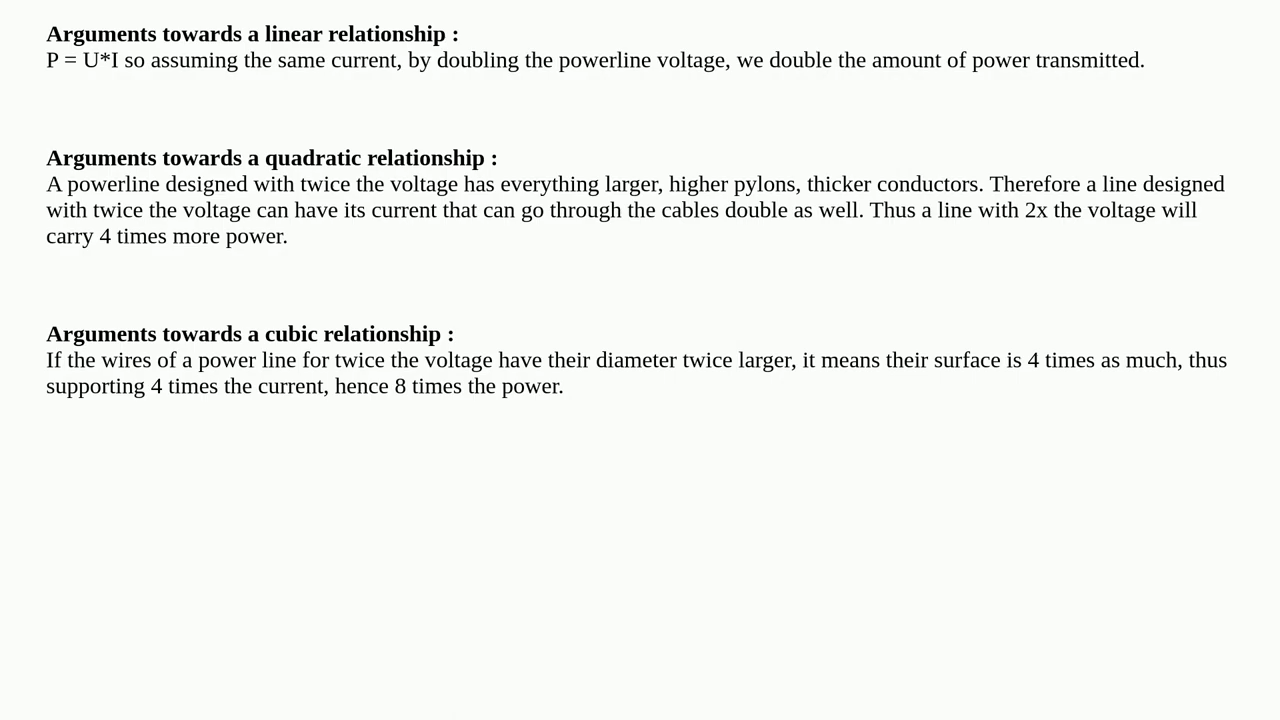 Arguments towards a linear relationship :
P = U*I so assuming the same current, by doubling the powerline voltage, we double the amount of power transmitted.
Arguments towards a quadratic relationship :
A powerline designed with twice the voltage has everything larger, higher pylons, thicker conductors. Therefore a line designed
with twice the voltage can have its current that can go through the cables double as well. Thus a line with 2x the voltage will
carry 4 times more power.
Arguments towards a cubic relationship :
If the wires of a power line for twice the voltage have their diameter twice larger, it means their surface is 4 times as much, thus
supporting 4 times the current, hence 8 times the power.